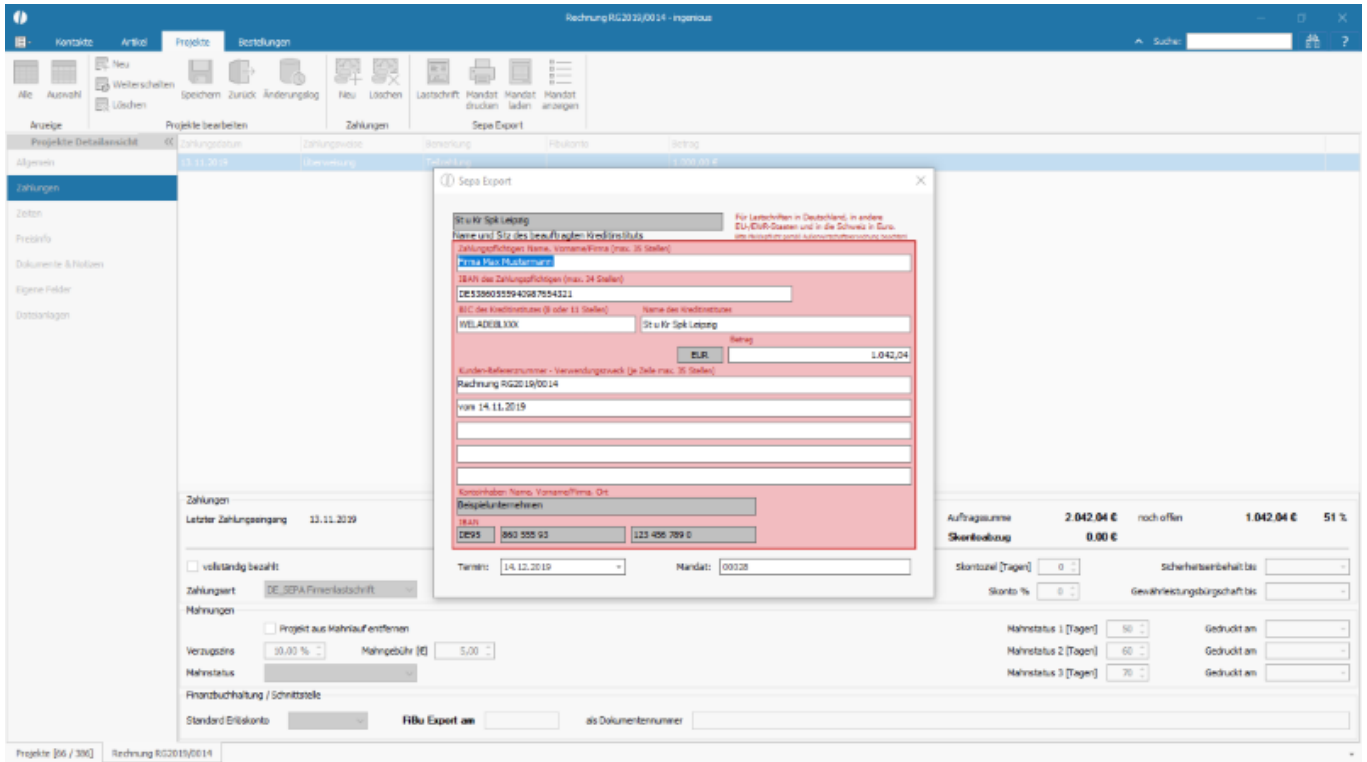 Rechnung RG2019/0014 - ingenious
Kontakte Artikel Projekte Bestellungen Suche: ?
Alle Auswahl Neu Weiterschalten Löschen Speichern Zurück Änderungslog Neu Löschen Lastschrift Mandat drucken Mandat laden Mandat anzeigen
Anzeige Projekte bearbeiten Zahlungen Sepa Export
Projekte Detailansicht Zahlungsdatum Zahlungsweise Bemerkung Fibukonto Betrag
Allgemein 13.11.2019 Überweisung Teilzahlung 1.000,00 €
Zahlungen
Zeiten
Preisinfo
Dokumente & Notizen
Eigene Felder
Dateianlagen
Sepa Export
St u Kr Spk Leipzig
Name und Sitz des beauftragten Kreditinstituts
Für Lastschriften in Deutschland, in andere
EU-/EWR-Staaten und in die Schweiz in Euro.
Zahlungspflichtigen Name, Vorname/Firma (max. 35 Stellen)
Firma Max Mustermann
IBAN des Zahlungspflichtigen (max. 34 Stellen)
DE53860555940987654321
BIC des Kreditinstitutes (8 oder 11 Stellen) Name des Kreditinstitutes
WELADE8LXXX St u Kr Spk Leipzig
Betrag
EUR 1.042,04
Kunden-Referenznummer - Verwendungszweck (je Zeile max. 35 Stellen)
Rechnung RG2019/0014
vom 14.11.2019
Kontoinhaber: Name, Vorname/Firma, Ort
Beispielunternehmen
IBAN
DE95 860 555 93 123 456 789 0
Termin: 14.12.2019 Mandat: 00028
Zahlungen
Letzter Zahlungseingang 13.11.2019 Auftragssumme 2.042,04 € noch offen 1.042,04 € 51 %
Skontoabzug 0,00 €
vollständig bezahlt Skontoziel [Tagen] 0 Sicherheitseinbehalt bis
Zahlungsart DE_SEPA Firmenlastschrift Skonto % 0 Gewährleistungsbürgschaft bis
Mahnungen
Projekt aus Mahnlauf entfernen Mahnstatus 1 [Tagen] 50 Gedruckt am
Verzugszins 10,00 % Mahngebühr [€] 5,00 Mahnstatus 2 [Tagen] 60 Gedruckt am
Mahnstatus Mahnstatus 3 [Tagen] 70 Gedruckt am
Finanzbuchhaltung / Schnittstelle
Standard Erlöskonto FiBu Export am als Dokumentennummer
Projekte [66 / 386] Rechnung RG2019/0014